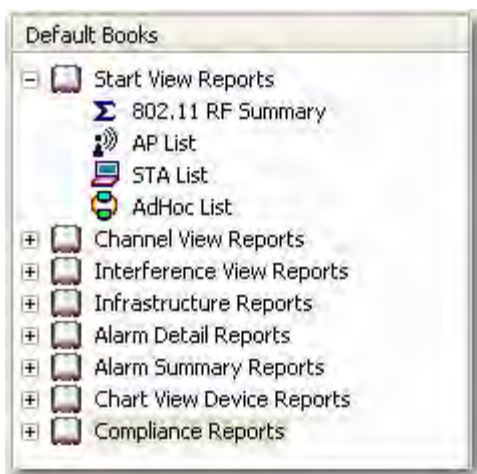 Default Books
Start View Reports
Σ 802.11 RF Summary
AP List
STA List
AdHoc List
Channel View Reports
Interference View Reports
Infrastructure Reports
Alarm Detail Reports
Alarm Summary Reports
Chart View Device Reports
Compliance Reports